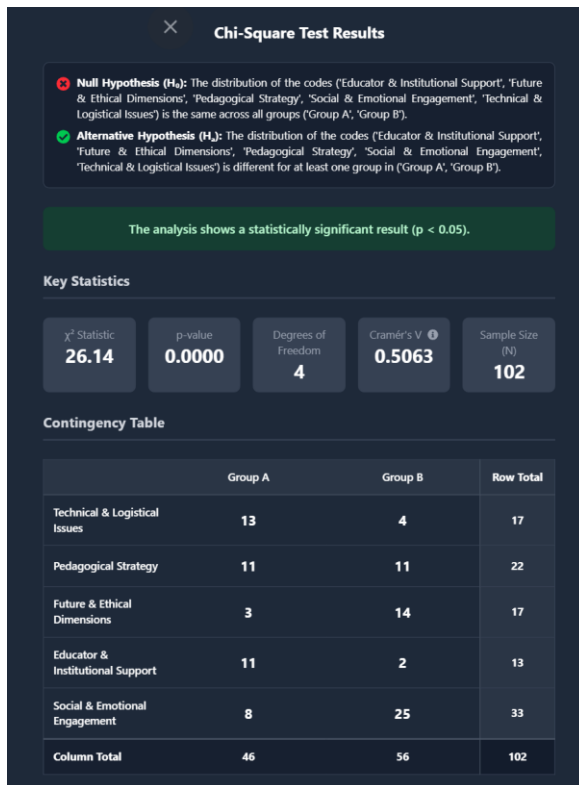 Chi-Square Test Results
Null Hypothesis (H₀): The distribution of the codes ('Educator & Institutional Support', 'Future
& Ethical Dimensions', 'Pedagogical Strategy', 'Social & Emotional Engagement', 'Technical &
Logistical Issues') is the same across all groups ('Group A', 'Group B').
Alternative Hypothesis (Hₐ): The distribution of the codes ('Educator & Institutional Support',
'Future & Ethical Dimensions', 'Pedagogical Strategy', 'Social & Emotional Engagement',
'Technical & Logistical Issues') is different for at least one group in ('Group A', 'Group B').
The analysis shows a statistically significant result (p < 0.05).
Key Statistics
χ² Statistic
26.14
p-value
0.0000
Degrees of
Freedom
4
Cramér's V
0.5063
Sample Size
(N)
102
Contingency Table
Group A Group B Row Total
Technical & Logistical
Issues
13 4 17
Pedagogical Strategy 11 11 22
Future & Ethical
Dimensions
3 14 17
Educator &
Institutional Support
11 2 13
Social & Emotional
Engagement
8 25 33
Column Total 46 56 102